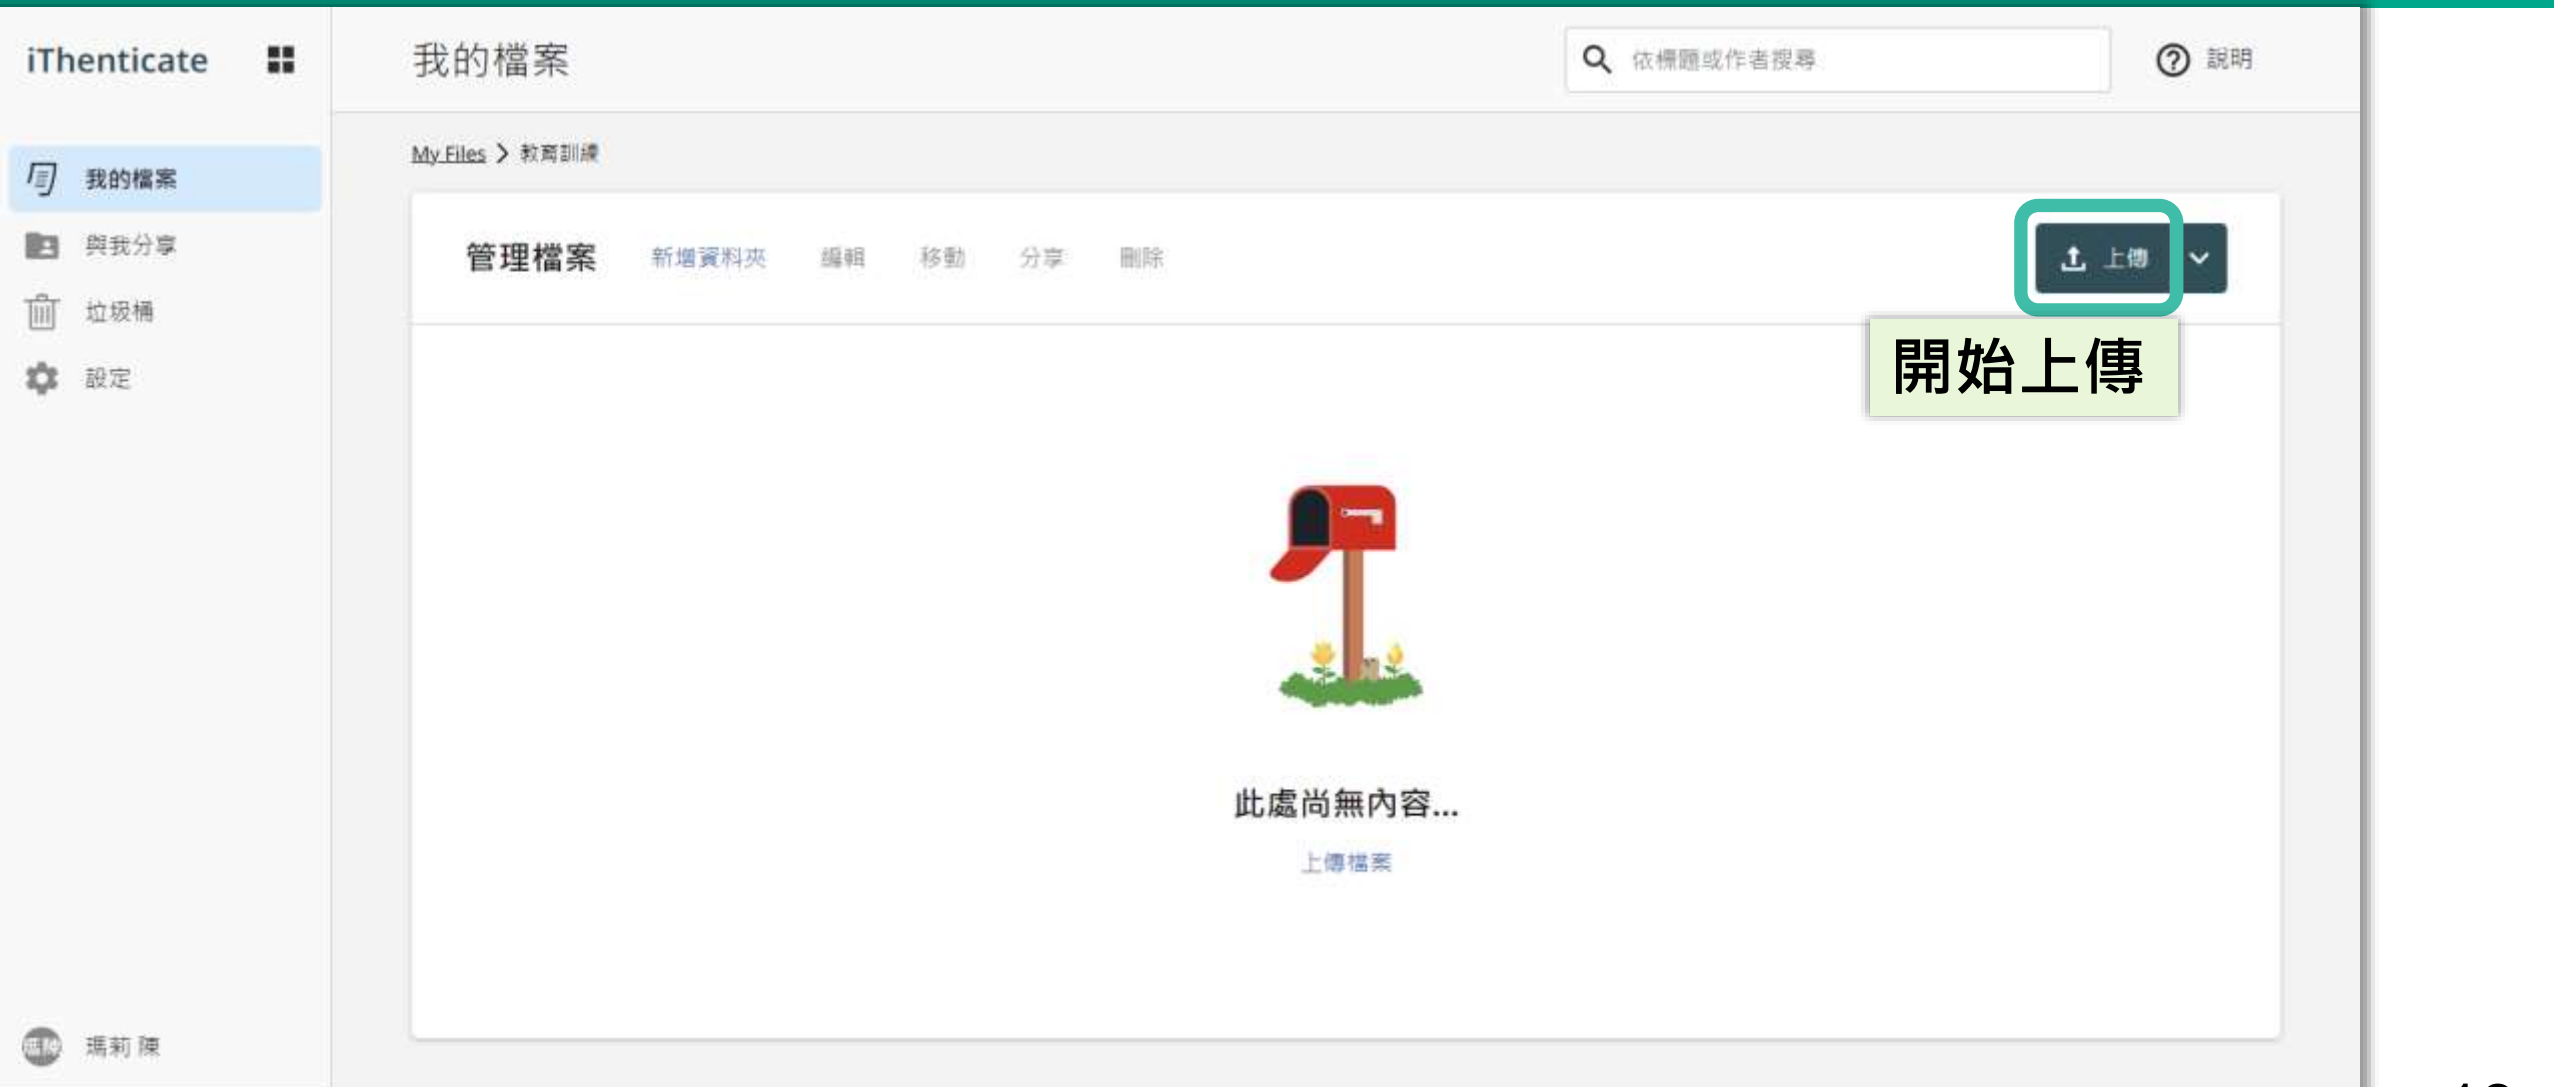 iThenticate
我的檔案
依標題或作者搜尋
說明
My Files > 教育訓練
我的檔案
與我分享
垃圾桶
設定
管理檔案 新增資料夾 編輯 移動 分享 刪除
上傳
開始上傳
此處尚無內容...
上傳檔案
瑪莉 陳